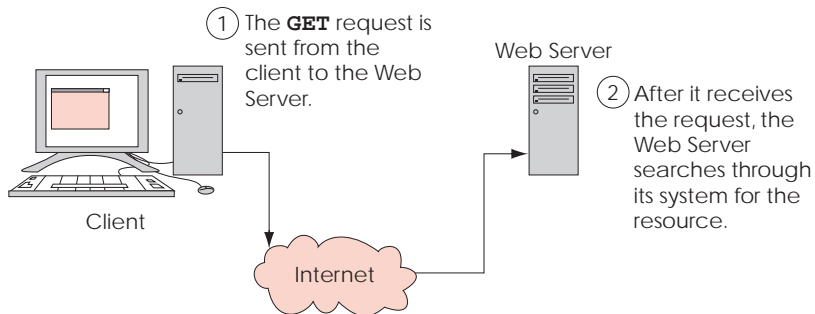 1 The GET request is
sent from the
client to the Web
Server.
Web Server
2 After it receives
the request, the
Web Server
searches through
its system for the
resource.
Client
Internet